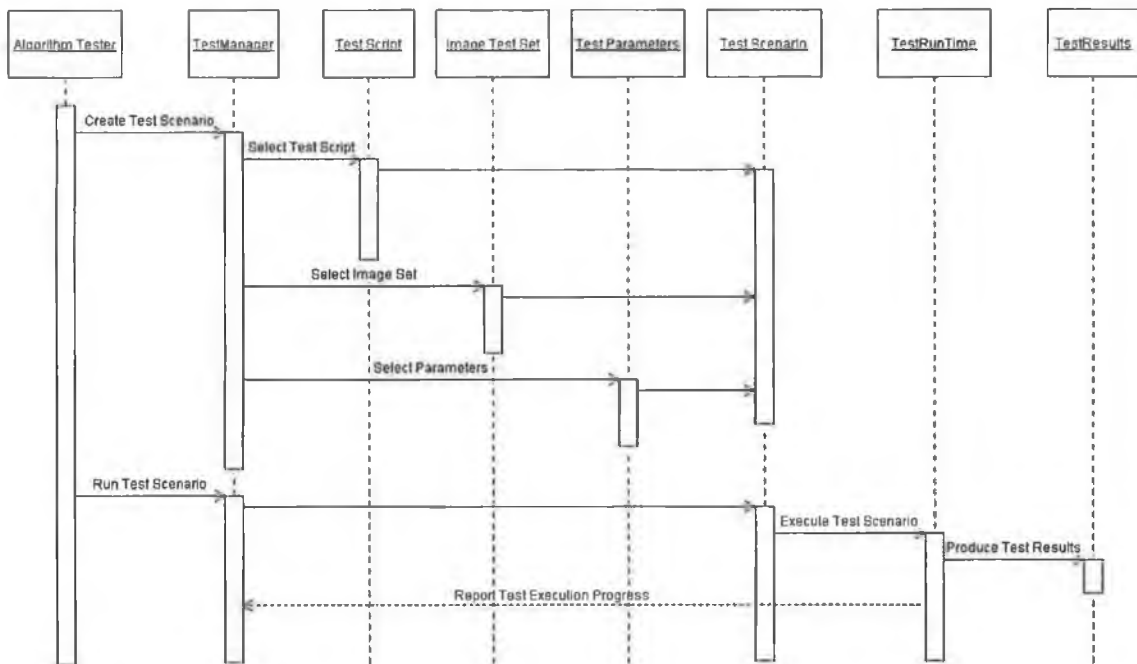 Algorithm Tester
TestManager
Test Script
Image Test Set
Test Parameters
Test Scenario
TestRunTime
TestResults
Create Test Scenario
Select Test Script
Select Image Set
Select Parameters
Run Test Scenario
Execute Test Scenario
Produce Test Results
Report Test Execution Progress